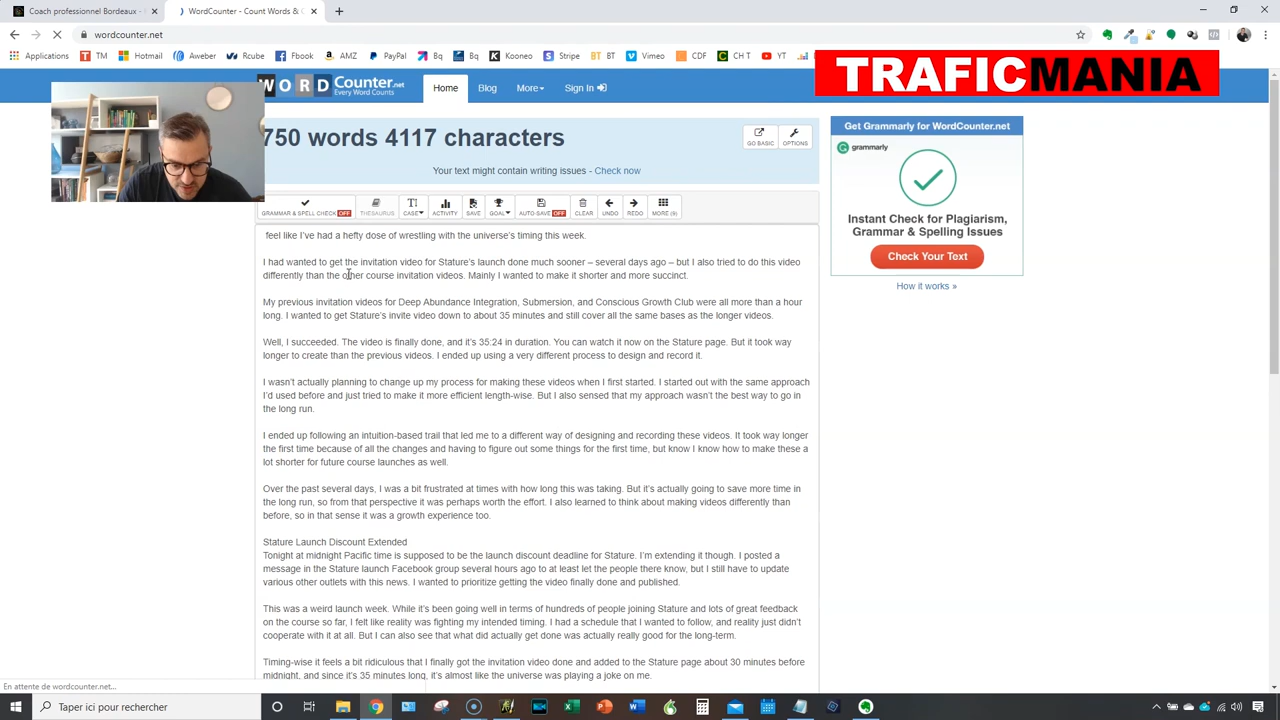 Coach professionel Bordeaux -
WordCounter - Count Words & C
wordcounter.net
Applications TM Hotmail Aweber Rcube Fbook AMZ PayPal Bq Bq Kooneo Stripe BT Vimeo CDF CH T YT
TRAFICMANIA
WORD Counter.net
Every Word Counts
Home Blog More Sign In
750 words 4117 characters
GO BASIC OPTIONS
Your text might contain writing issues - Check now
GRAMMAR & SPELL CHECK OFF THESAURUS CASE ACTIVITY SAVE GOAL AUTO-SAVE OFF CLEAR UNDO REDO MORE (9)
Get Grammarly for WordCounter.net
grammarly
Instant Check for Plagiarism,
Grammar & Spelling Issues
Check Your Text
How it works »
feel like I've had a hefty dose of wrestling with the universe's timing this week.
I had wanted to get the invitation video for Stature's launch done much sooner – several days ago – but I also tried to do this video
differently than the other course invitation videos. Mainly I wanted to make it shorter and more succinct.
My previous invitation videos for Deep Abundance Integration, Submersion, and Conscious Growth Club were all more than a hour
long. I wanted to get Stature's invite video down to about 35 minutes and still cover all the same bases as the longer videos.
Well, I succeeded. The video is finally done, and it's 35:24 in duration. You can watch it now on the Stature page. But it took way
longer to create than the previous videos. I ended up using a very different process to design and record it.
I wasn't actually planning to change up my process for making these videos when I first started. I started out with the same approach
I'd used before and just tried to make it more efficient length-wise. But I also sensed that my approach wasn't the best way to go in
the long run.
I ended up following an intuition-based trail that led me to a different way of designing and recording these videos. It took way longer
the first time because of all the changes and having to figure out some things for the first time, but know I know how to make these a
lot shorter for future course launches as well.
Over the past several days, I was a bit frustrated at times with how long this was taking. But it's actually going to save more time in
the long run, so from that perspective it was perhaps worth the effort. I also learned to think about making videos differently than
before, so in that sense it was a growth experience too.
Stature Launch Discount Extended
Tonight at midnight Pacific time is supposed to be the launch discount deadline for Stature. I'm extending it though. I posted a
message in the Stature launch Facebook group several hours ago to at least let the people there know, but I still have to update
various other outlets with this news. I wanted to prioritize getting the video finally done and published.
This was a weird launch week. While it's been going well in terms of hundreds of people joining Stature and lots of great feedback
on the course so far, I felt like reality was fighting my intended timing. I had a schedule that I wanted to follow, and reality just didn't
cooperate with it at all. But I can also see that what did actually get done was actually really good for the long-term.
Timing-wise it feels a bit ridiculous that I finally got the invitation video done and added to the Stature page about 30 minutes before
midnight, and since it's 35 minutes long, it's almost like the universe was playing a joke on me.
En attente de wordcounter.net...
Taper ici pour rechercher